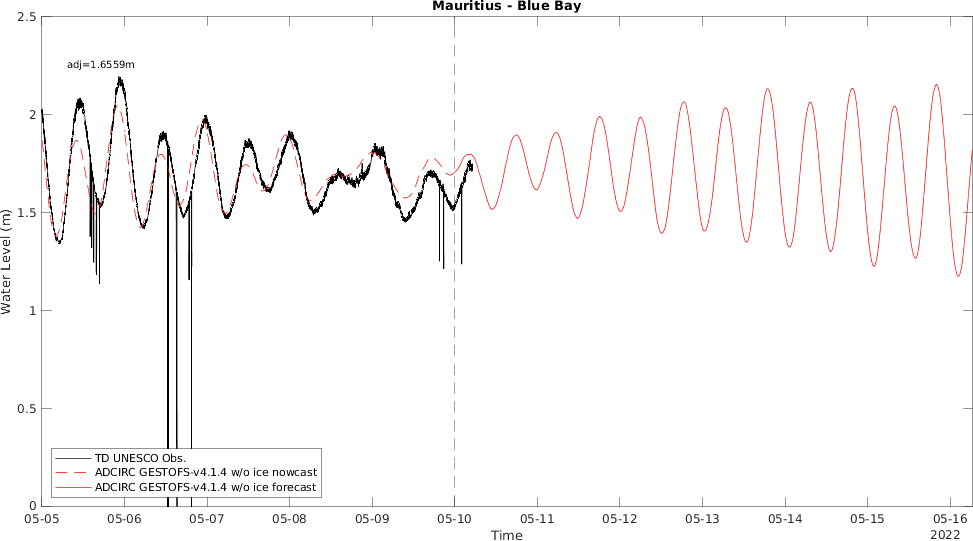 Mauritius - Blue Bay
adj=1.6559m
2.5
2
1.5
1
0.5
0
Water Level (m)
TD UNESCO Obs.
ADCIRC GESTOFS-v4.1.4 w/o ice nowcast
ADCIRC GESTOFS-v4.1.4 w/o ice forecast
05-05 05-06 05-07 05-08 05-09 05-10 05-11 05-12 05-13 05-14 05-15 05-16
Time
2022